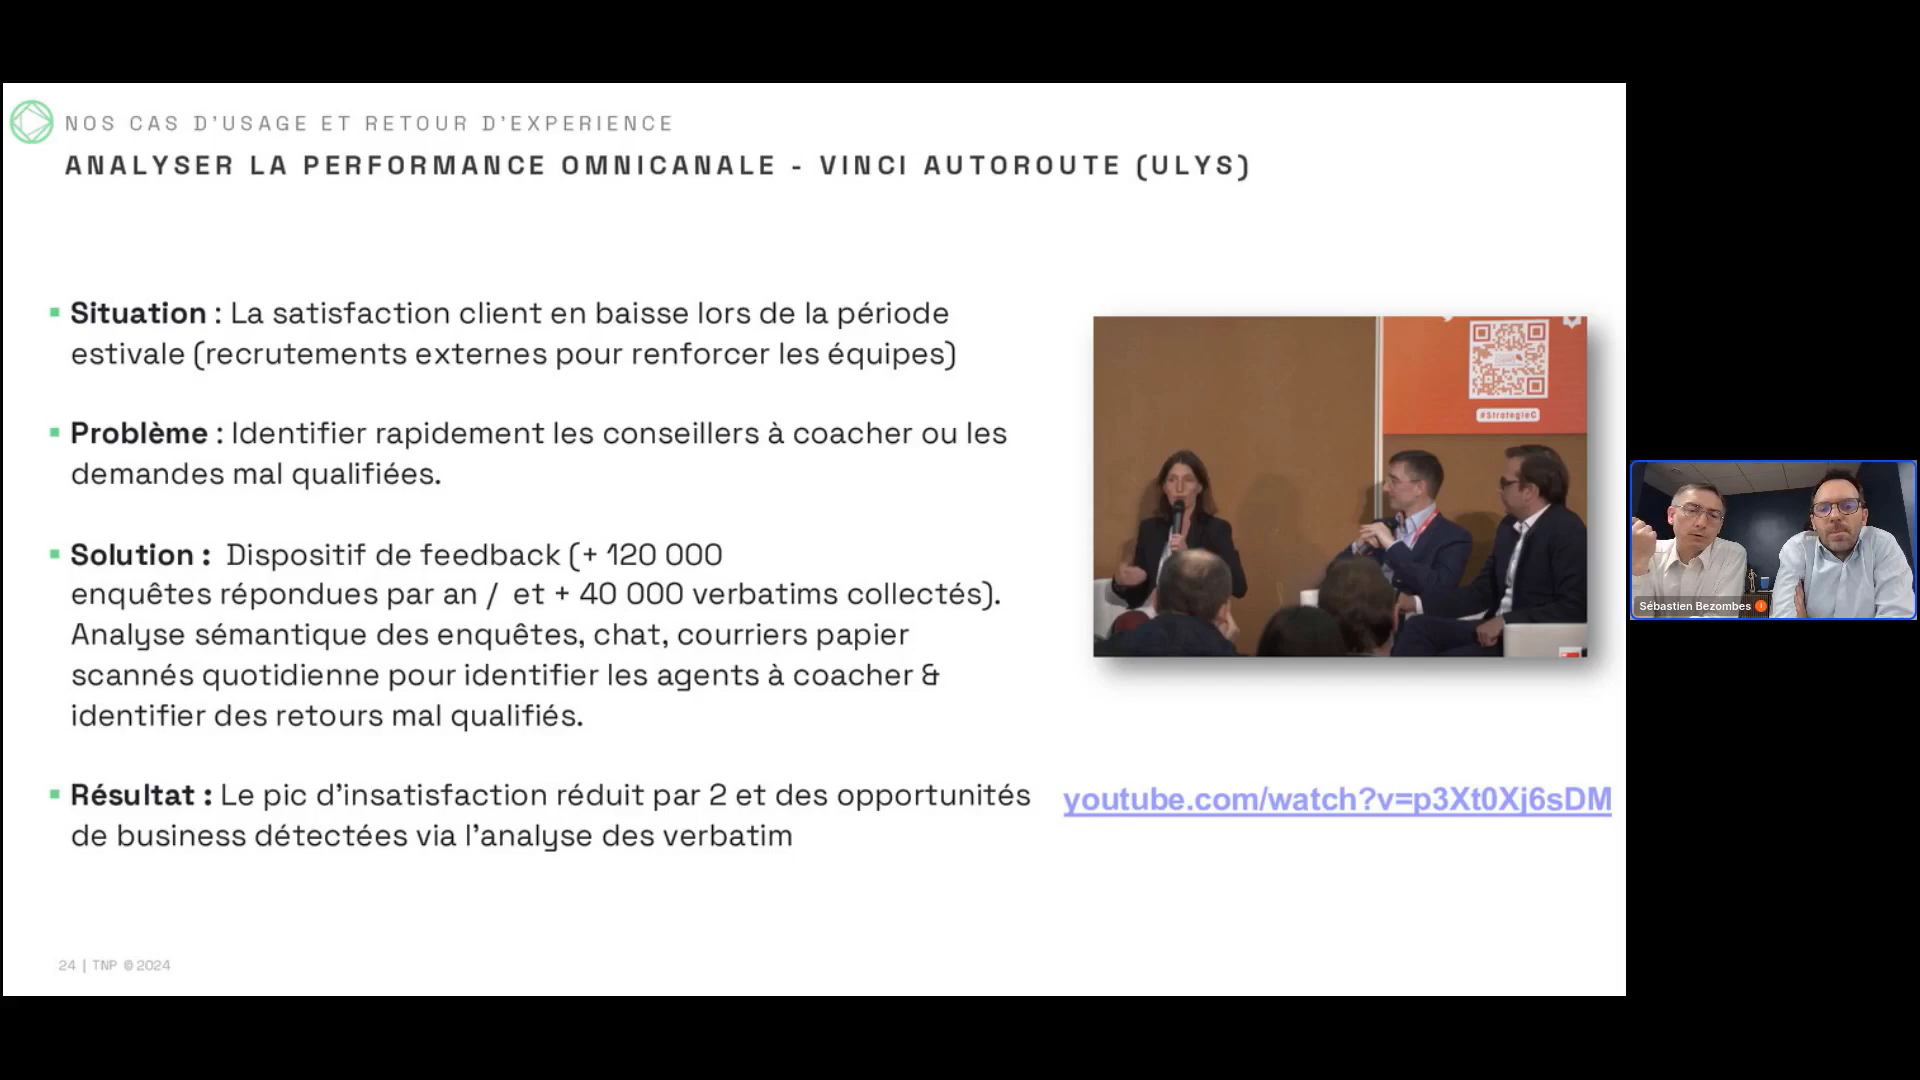 NOS CAS D'USAGE ET RETOUR D'EXPERIENCE
ANALYSER LA PERFORMANCE OMNICANALE - VINCI AUTOROUTE (ULYS)
Situation : La satisfaction client en baisse lors de la période
estivale (recrutements externes pour renforcer les équipes)
Problème : Identifier rapidement les conseillers à coacher ou les
demandes mal qualifiées.
Solution : Dispositif de feedback (+ 120 000
enquêtes répondues par an / et + 40 000 verbatims collectés).
Analyse sémantique des enquêtes, chat, courriers papier
scannés quotidienne pour identifier les agents à coacher &
identifier des retours mal qualifiés.
Résultat : Le pic d'insatisfaction réduit par 2 et des opportunités
de business détectées via l'analyse des verbatim
#StrategieC
youtube.com/watch?v=p3Xt0Xj6sDM
Sébastien Bezombes
24 | TNP © 2024